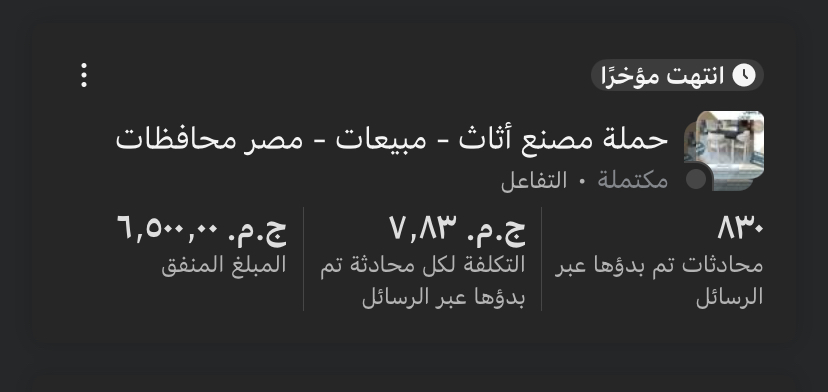 انتهت مؤخرًا
حملة مصنع أثاث - مبيعات - مصر محافظات
مكتملة • التفاعل
٨٣٠
محادثات تم بدؤها عبر
الرسائل
ج.م. ٧,٨٣
التكلفة لكل محادثة تم
بدؤها عبر الرسائل
ج.م. ٦,٥٠٠,٠٠
المبلغ المنفق